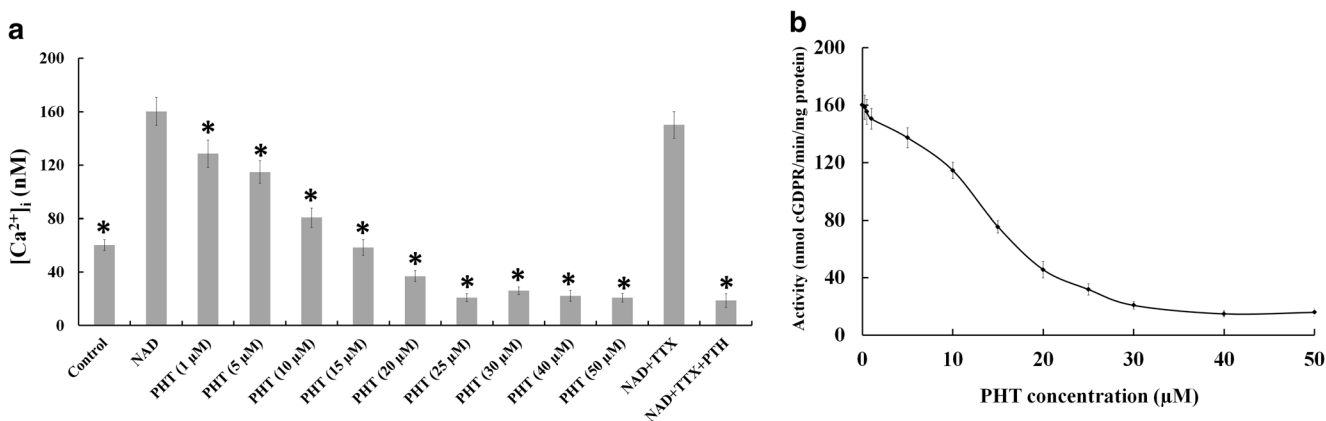 a
[Ca²⁺]ᵢ (nM)
200
160
120
80
40
0
*
*
*
*
*
*
*
*
*
*
*
Control
NAD
PHT (1 µM)
PHT (5 µM)
PHT (10 µM)
PHT (15 µM)
PHT (20 µM)
PHT (25 µM)
PHT (30 µM)
PHT (40 µM)
PHT (50 µM)
NAD+TTX
NAD+TTX+PTH
b
Activity (nmol cGDPR/min/mg protein)
200
160
120
80
40
0
0
10
20
30
40
50
PHT concentration (µM)